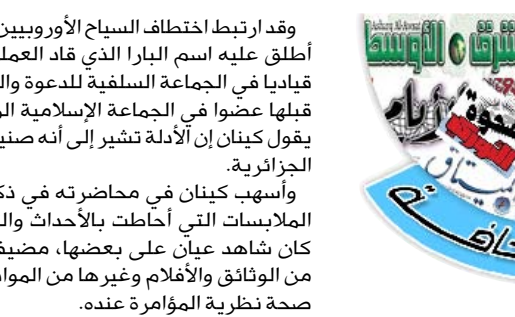 وقد ارتبط اختطاف السياح الأوروبيين
أطلق عليه اسم البارا الذي قاد العمل
قياديا في الجماعة السلفية للدعوة وال
قبلها عضوا في الجماعة الإسلامية ال
يقول كينان إن الأدلة تشير إلى أنه صني
الجزائرية.
وأسهب كينان في محاضرته في ذك
الملابسات التي أحاطت بالأحداث وال
كان شاهد عيان على بعضها، مضيف
من الوثائق والأفلام وغيرها من الموا
صحة نظرية المؤامرة عنده.
الشرق الأوسط